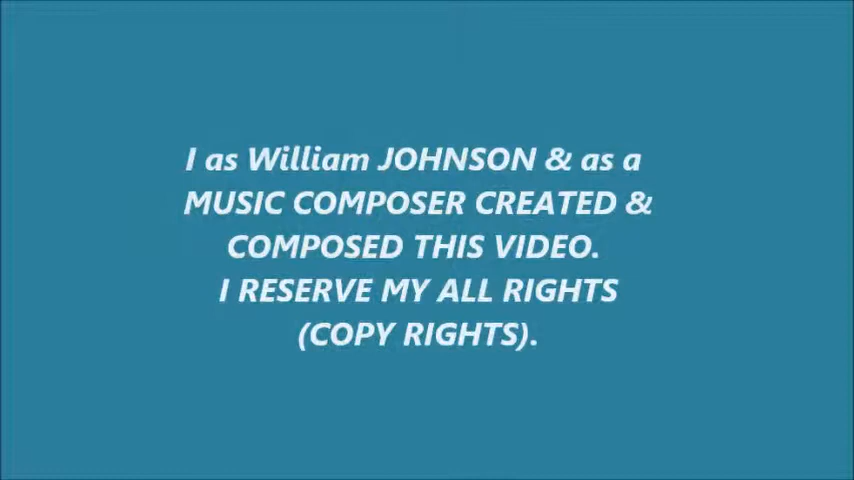 I as William JOHNSON & as a
MUSIC COMPOSER CREATED &
COMPOSED THIS VIDEO.
I RESERVE MY ALL RIGHTS
(COPY RIGHTS).